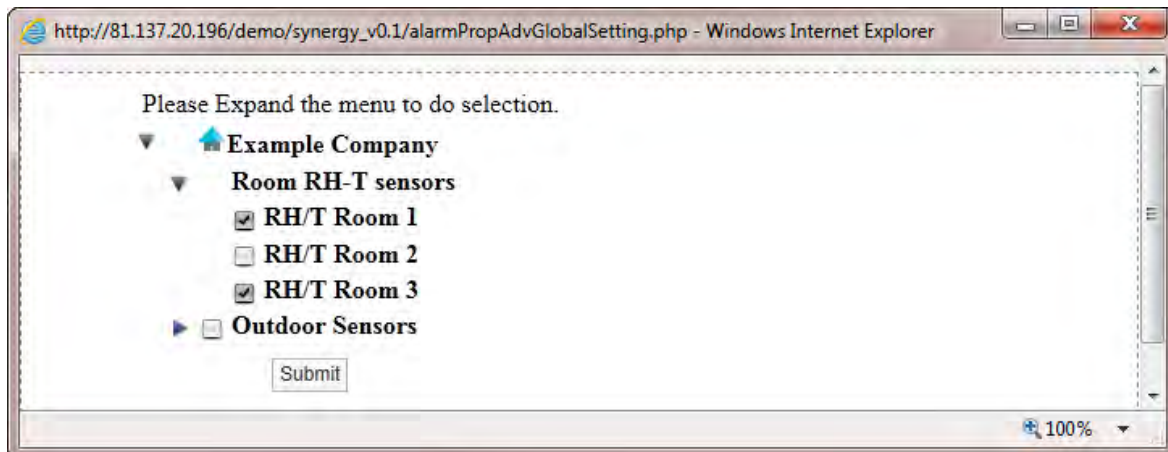 http://81.137.20.196/demo/synergy_v0.1/alarmPropAdvGlobalSetting.php - Windows Internet Explorer
Please Expand the menu to do selection.
Example Company
Room RH-T sensors
RH/T Room 1
RH/T Room 2
RH/T Room 3
Outdoor Sensors
Submit
100%